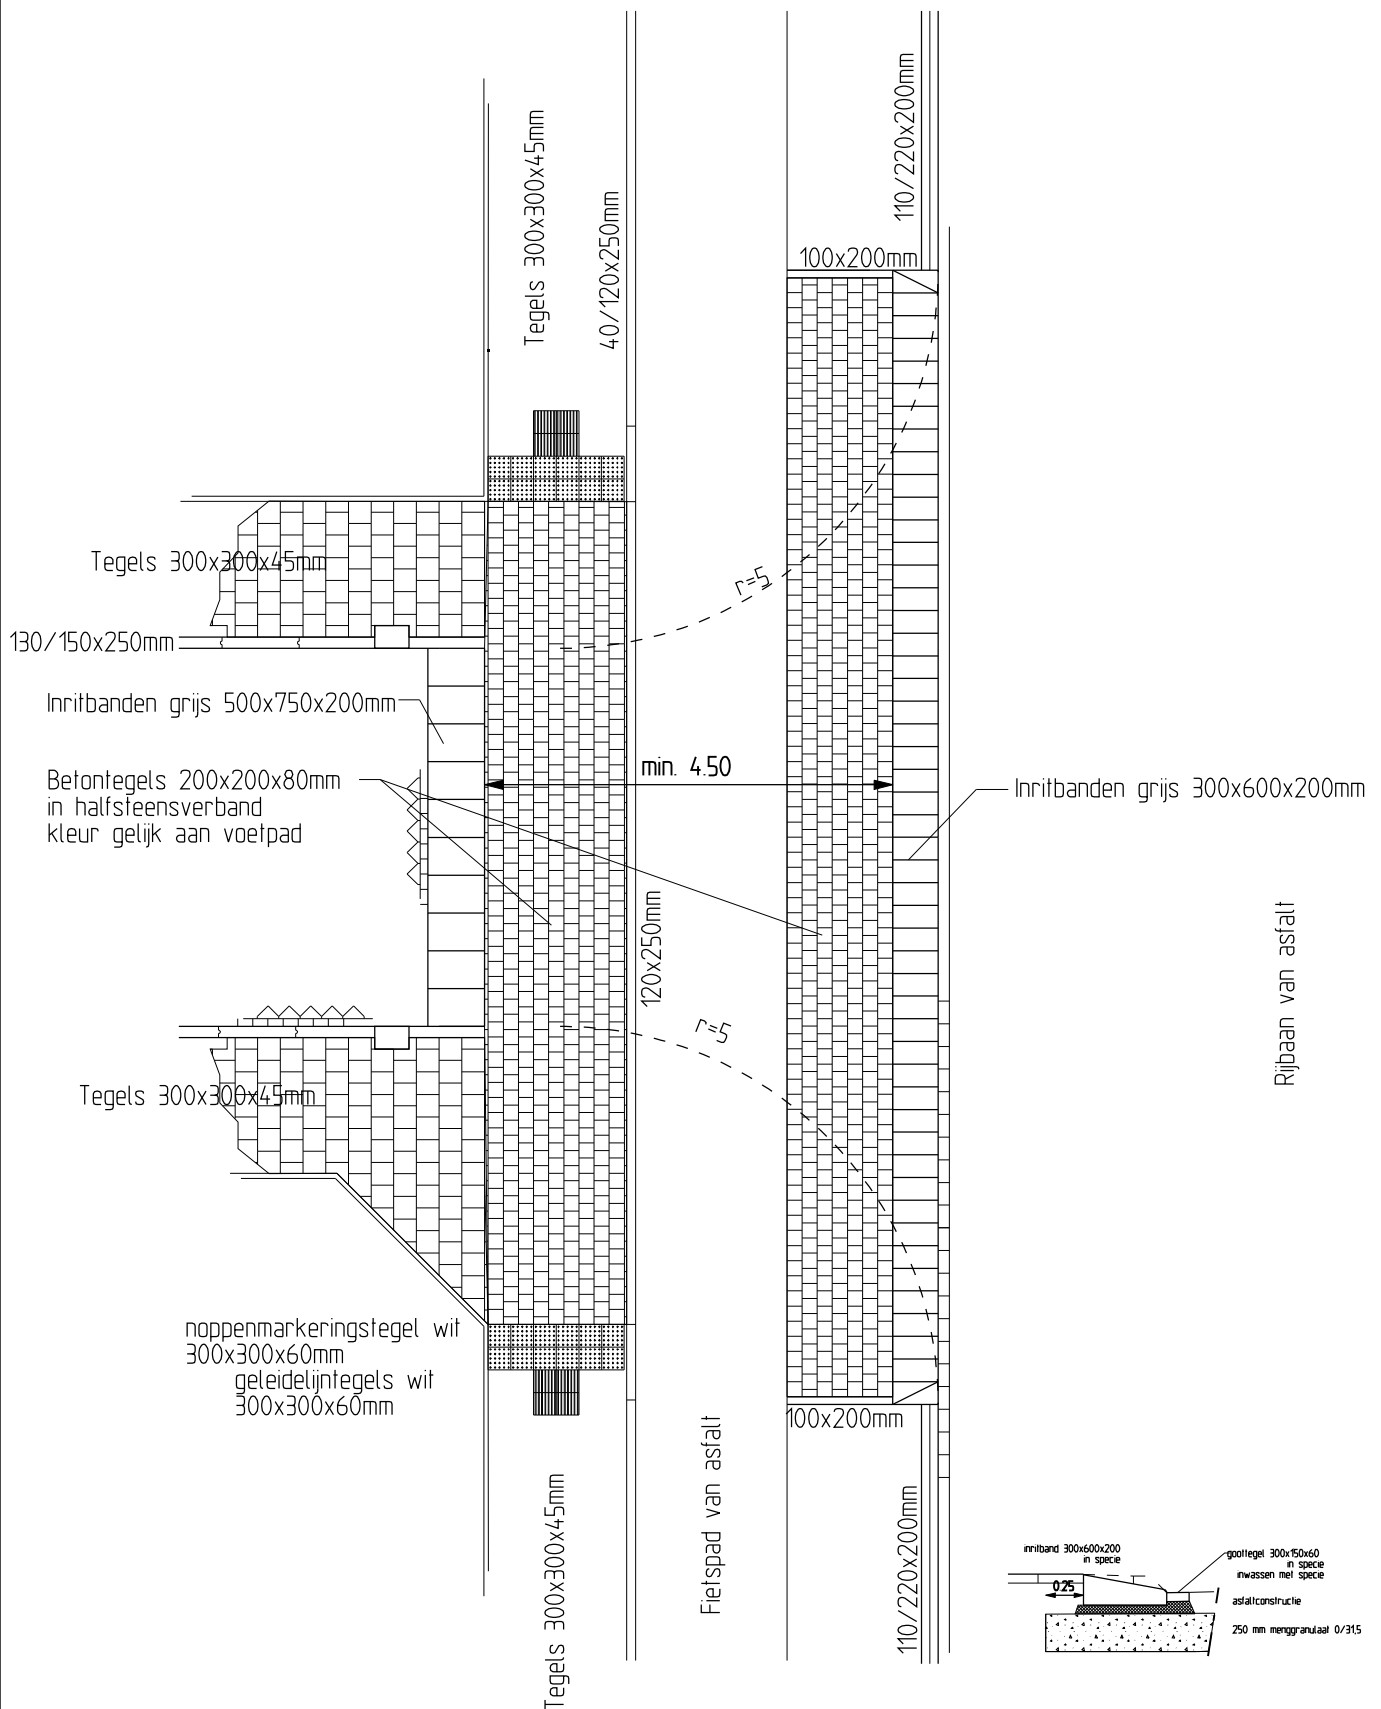 110/220x200mm
Tegels 300x300x45mm
40/120x250mm
100x200mm
Tegels 300x300x45mm
r=5
130/150x250mm
Inritbanden grijs 500x750x200mm
min. 4.50
Betontegels 200x200x80mm
in halfsteensverband
kleur gelijk aan voetpad
Inritbanden grijs 300x600x200mm
120x250mm
Rijbaan van asfalt
r=5
Tegels 300x300x45mm
noppenmarkeringstegel wit
300x300x60mm
geleidelijntegels wit
300x300x60mm
100x200mm
Fietspad van asfalt
Tegels 300x300x45mm
110/220x200mm
inritband 300x600x200
in specie
goottegel 300x150x60
in specie
inwassen met specie
0.25
asfaltconstructie
250 mm menggranulaat 0/31,5